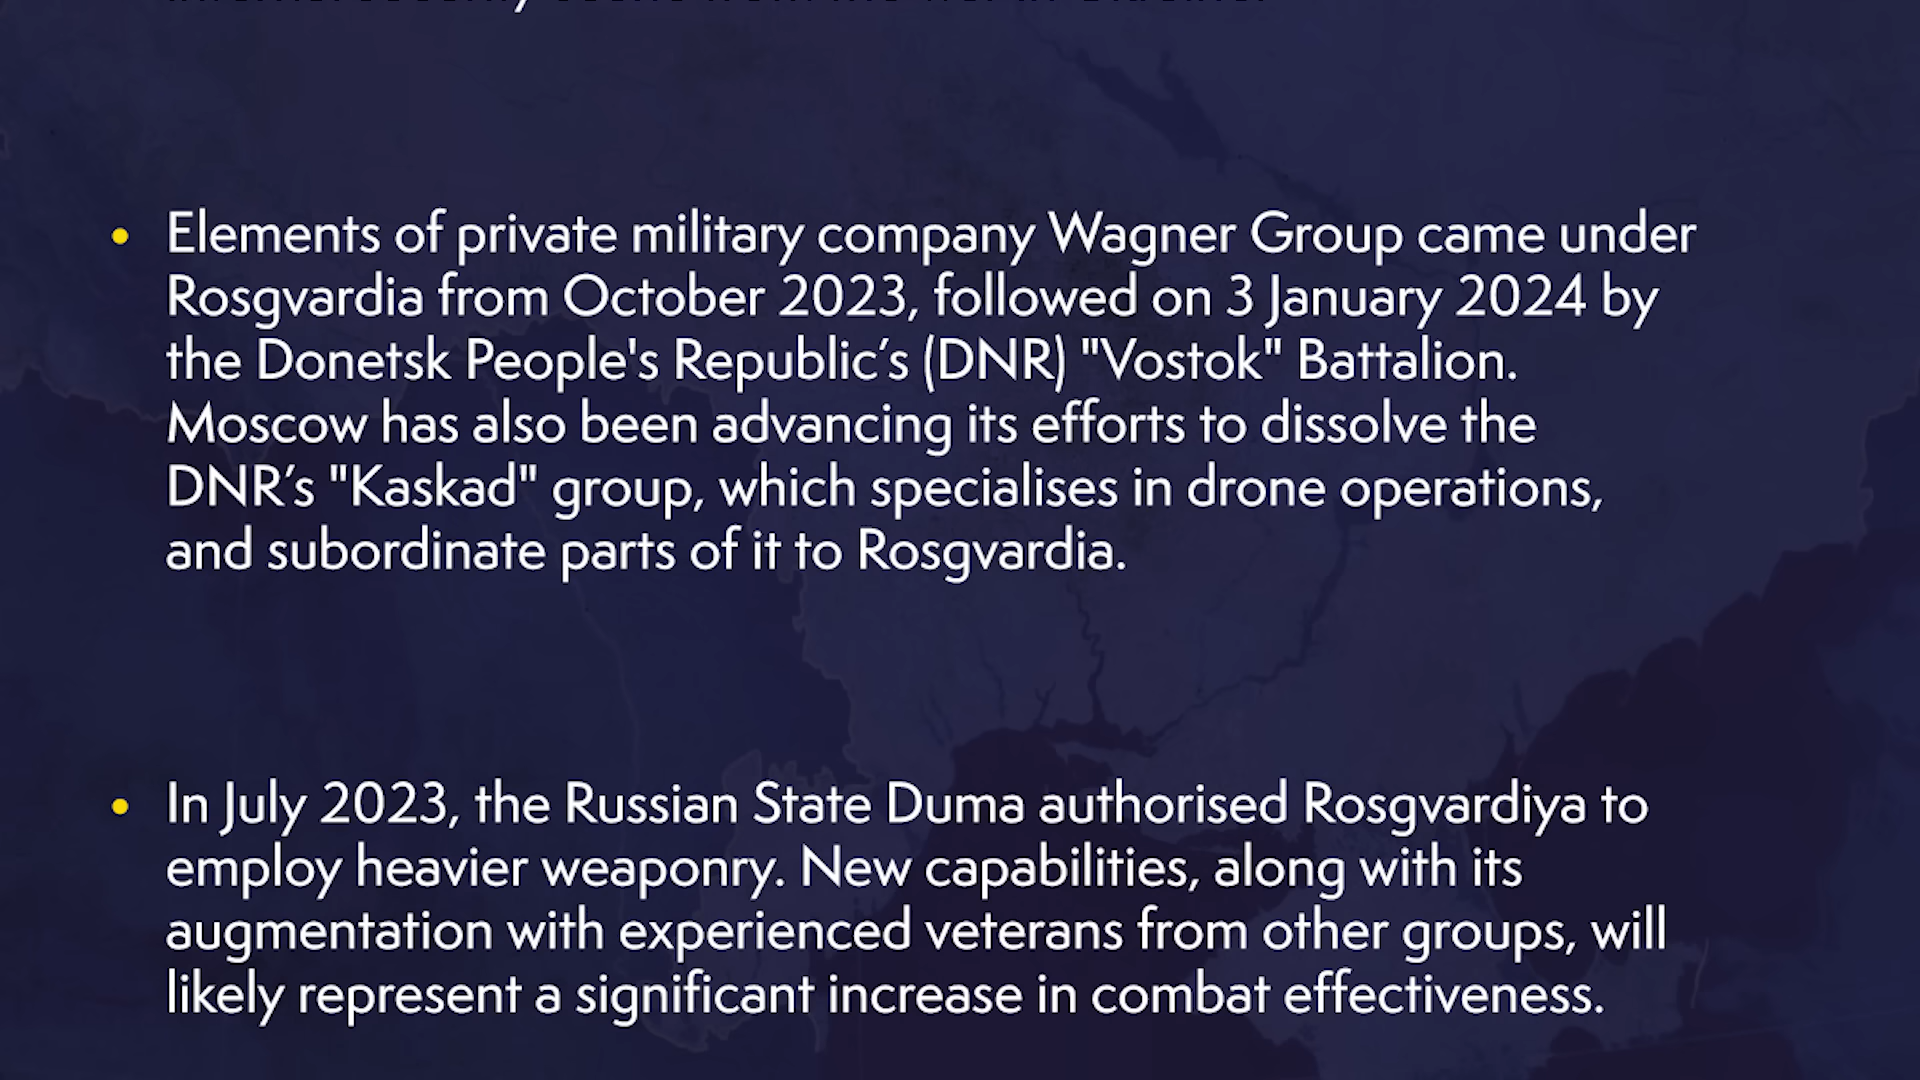 Elements of private military company Wagner Group came under
Rosgvardia from October 2023, followed on 3 January 2024 by
the Donetsk People's Republic’s (DNR) "Vostok" Battalion.
Moscow has also been advancing its efforts to dissolve the
DNR’s "Kaskad" group, which specialises in drone operations,
and subordinate parts of it to Rosgvardia.
In July 2023, the Russian State Duma authorised Rosgvardiya to
employ heavier weaponry. New capabilities, along with its
augmentation with experienced veterans from other groups, will
likely represent a significant increase in combat effectiveness.